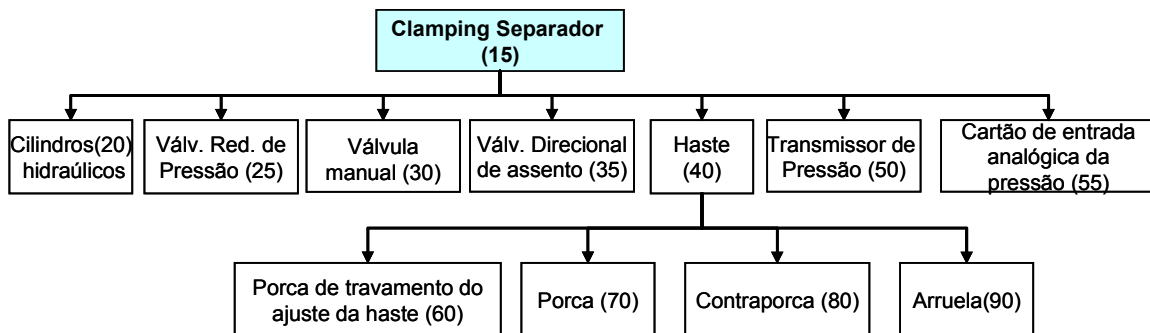 Clamping Separador
(15)
Cilindros(20)
hidraúlicos
Válv. Red. de
Pressão (25)
Válvula
manual (30)
Válv. Direcional
de assento (35)
Haste
(40)
Transmissor de
Pressão (50)
Cartão de entrada
analógica da
pressão (55)
Porca de travamento do
ajuste da haste (60)
Porca (70)
Contraporca (80)
Arruela(90)